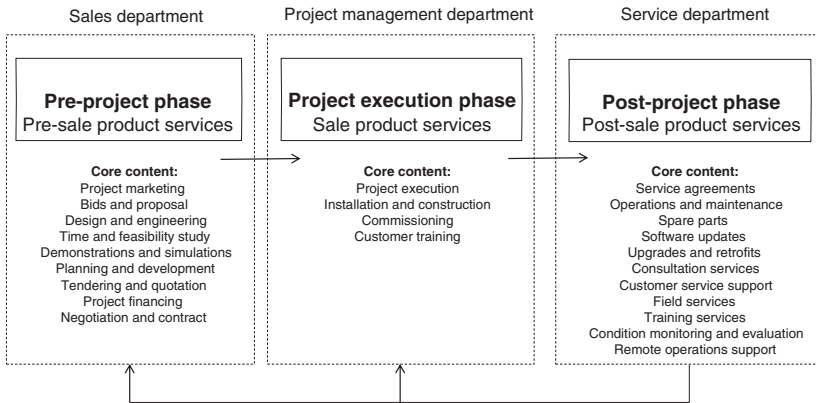 Sales department
Project management department
Service department
Pre-project phase
Pre-sale product services
Core content:
Project marketing
Bids and proposal
Design and engineering
Time and feasibility study
Demonstrations and simulations
Planning and development
Tendering and quotation
Project financing
Negotiation and contract
Project execution phase
Sale product services
Core content:
Project execution
Installation and construction
Commissioning
Customer training
Post-project phase
Post-sale product services
Core content:
Service agreements
Operations and maintenance
Spare parts
Software updates
Upgrades and retrofits
Consultation services
Customer service support
Field services
Training services
Condition monitoring and evaluation
Remote operations support